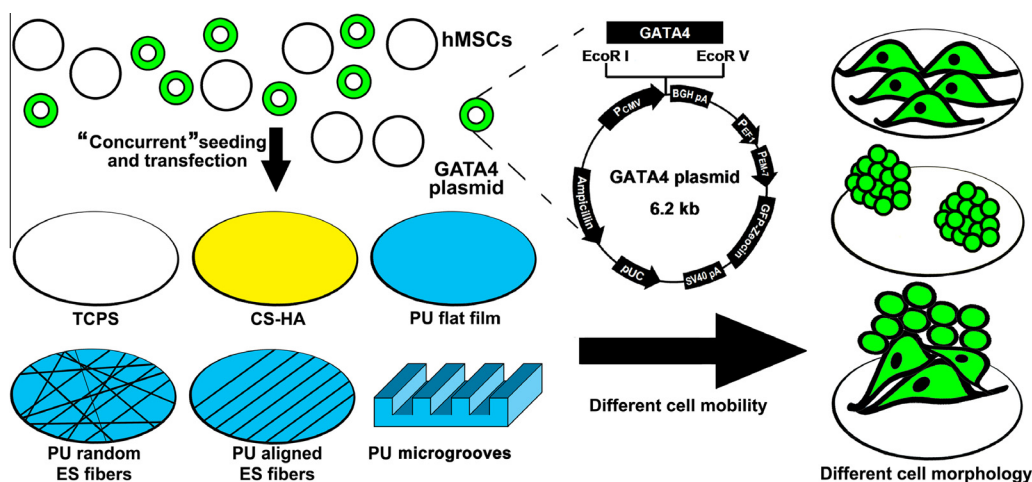 hMSCs
"Concurrent" seeding
and transfection
GATA4
plasmid
TCPS
CS-HA
PU flat film
PU random
ES fibers
PU aligned
ES fibers
PU microgrooves
GATA4
EcoR I
EcoR V
PCMV
BGH pA
PEF1
PEM-7
GFP-Zeocin
SV40 pA
pUC
Ampicillin
GATA4 plasmid
6.2 kb
Different cell mobility
Different cell morphology